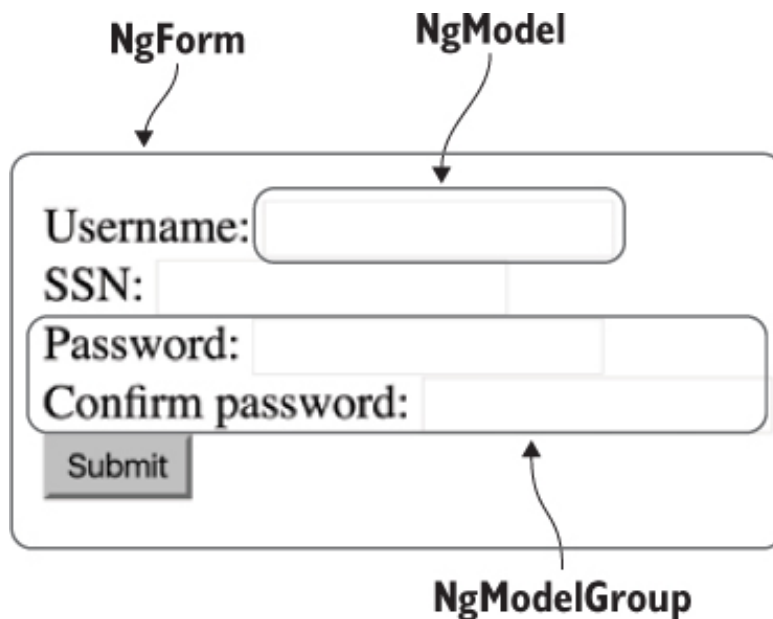 NgForm
NgModel
Username:
SSN:
Password:
Confirm password:
Submit
NgModelGroup